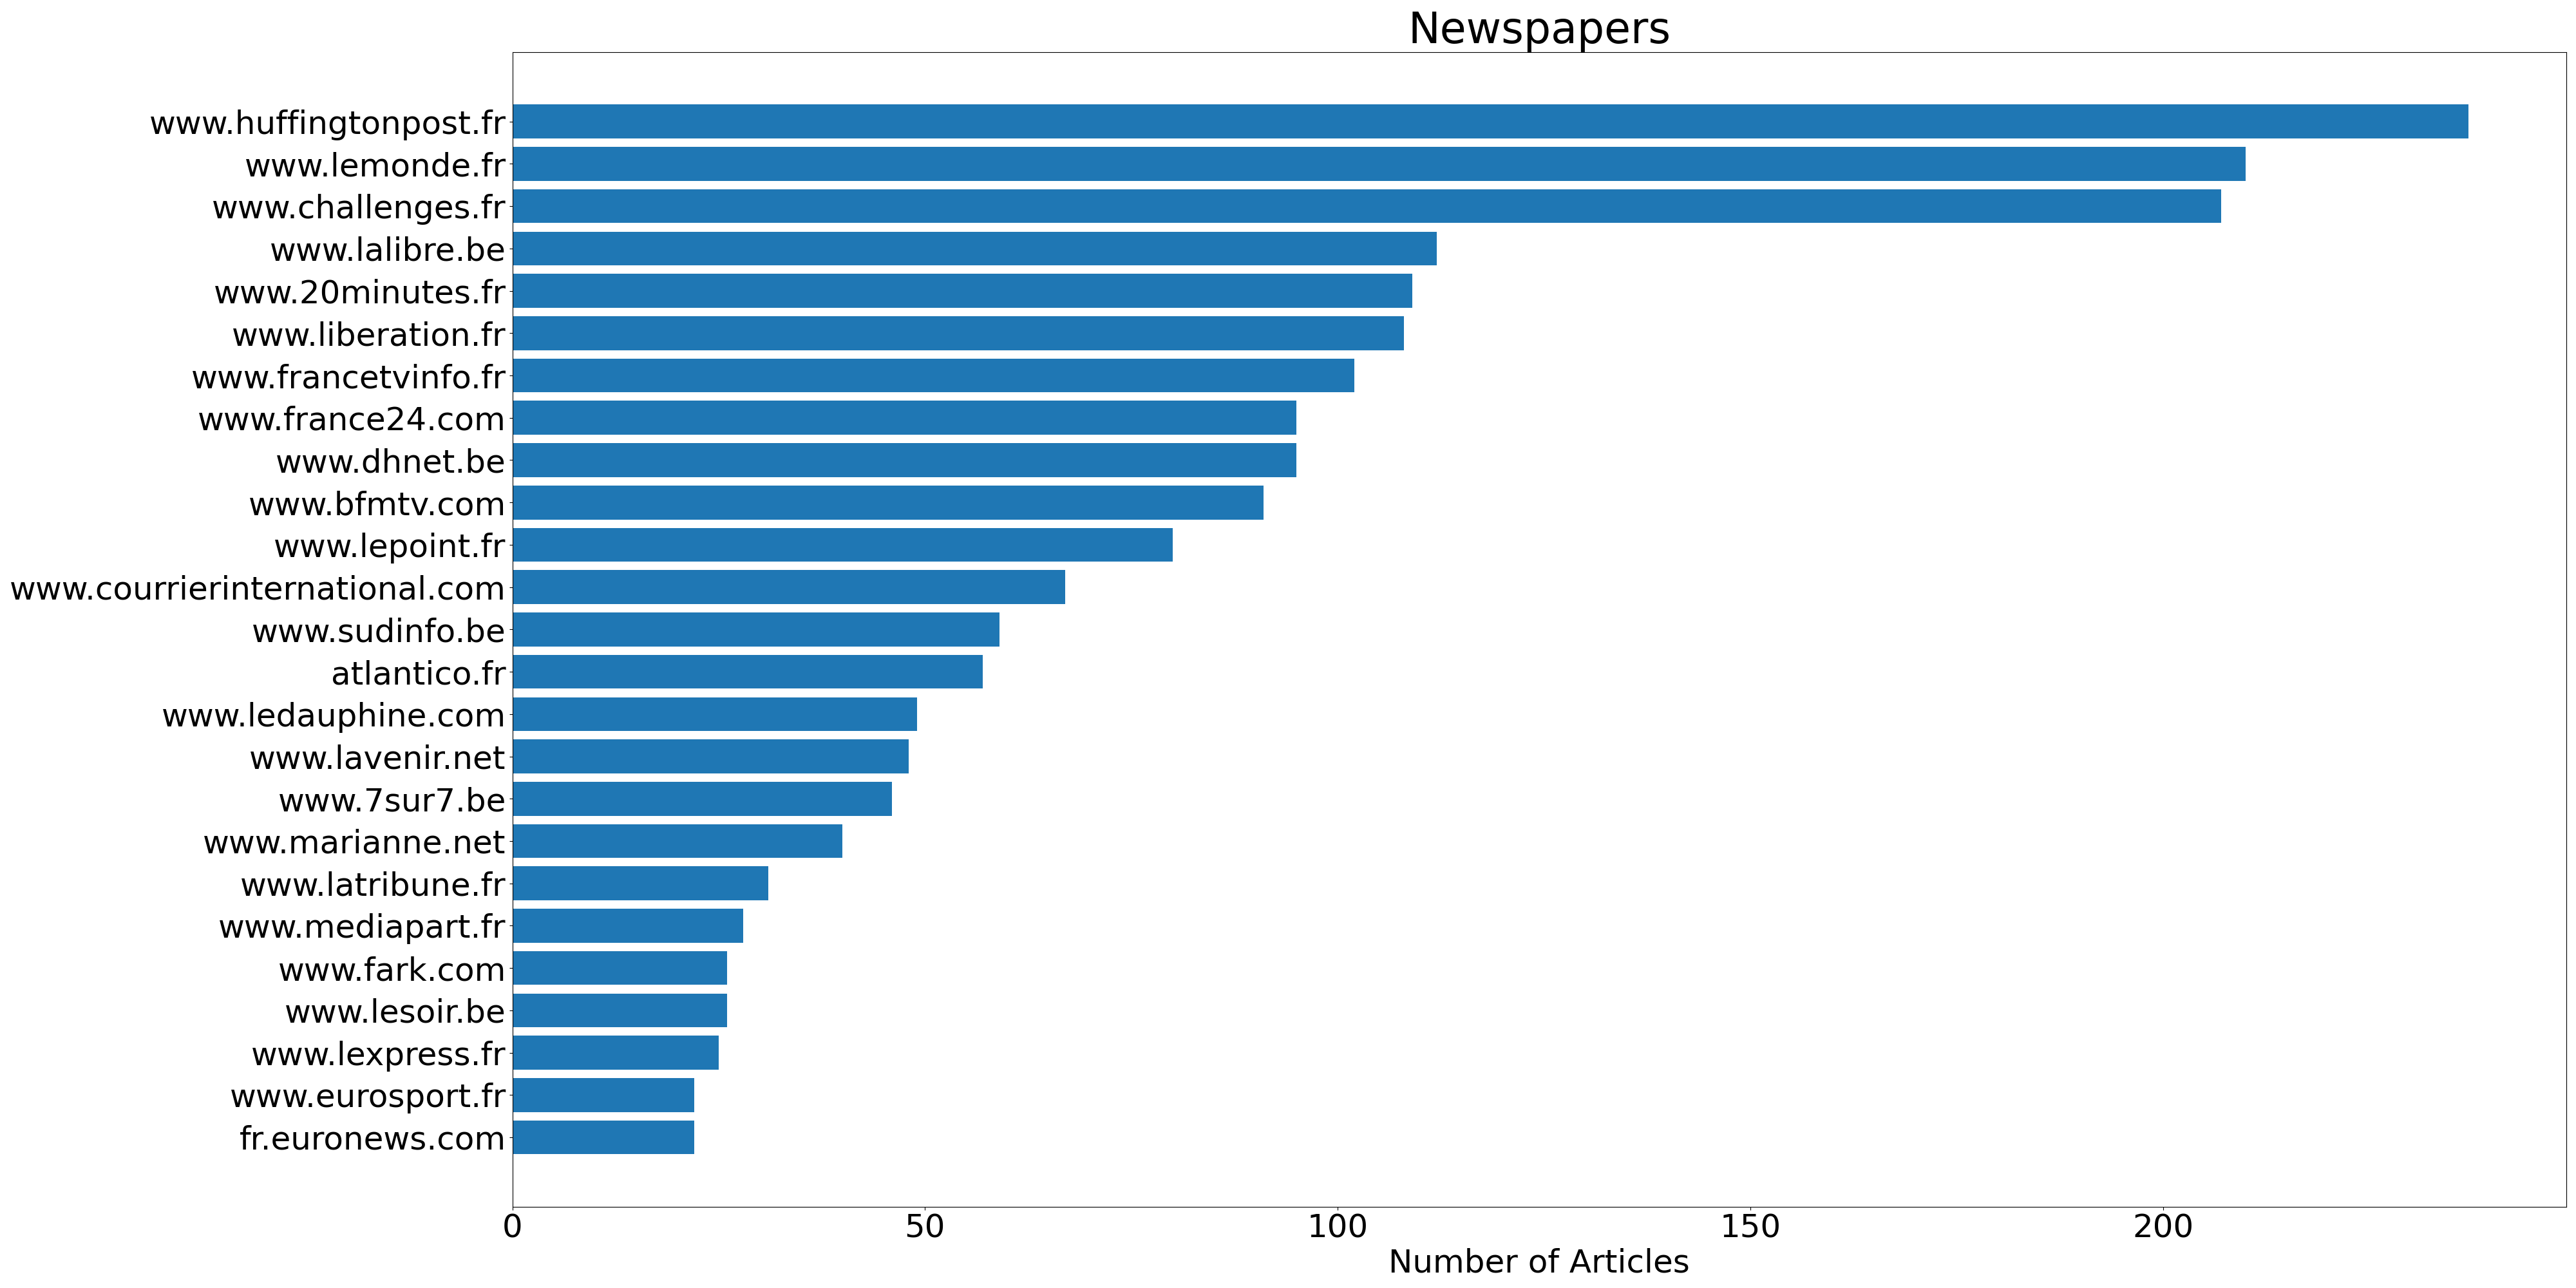 Newspapers
www.huffingtonpost.fr
www.lemonde.fr
www.challenges.fr
www.lalibre.be
www.20minutes.fr
www.liberation.fr
www.francetvinfo.fr
www.france24.com
www.dhnet.be
www.bfmtv.com
www.lepoint.fr
www.courrierinternational.com
www.sudinfo.be
atlantico.fr
www.ledauphine.com
www.lavenir.net
www.7sur7.be
www.marianne.net
www.latribune.fr
www.mediapart.fr
www.fark.com
www.lesoir.be
www.lexpress.fr
www.eurosport.fr
fr.euronews.com
0 50 100 150 200
Number of Articles